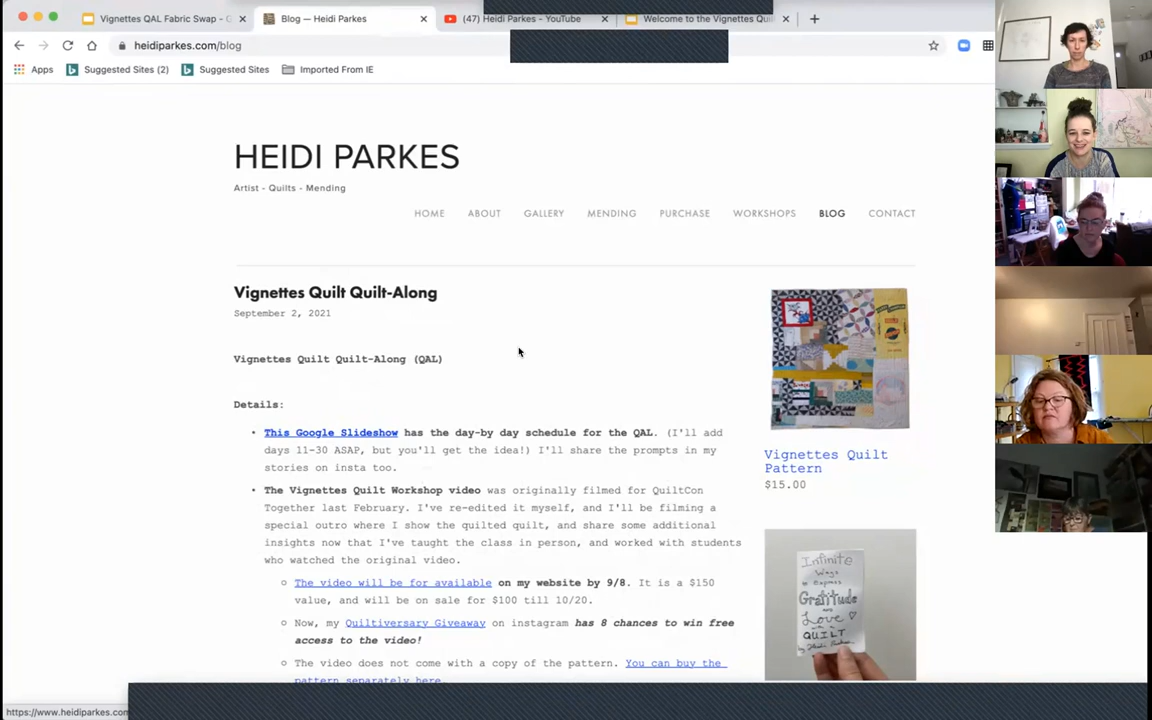 Vignettes QAL Fabric Swap - G
Blog — Heidi Parkes
(47) Heidi Parkes - YouTube
Welcome to the Vignettes Quil
heidiparkes.com/blog
Apps
Suggested Sites (2)
Suggested Sites
Imported From IE
HEIDI PARKES
Artist - Quilts - Mending
HOME ABOUT GALLERY MENDING PURCHASE WORKSHOPS BLOG CONTACT
Vignettes Quilt Quilt-Along
September 2, 2021
Vignettes Quilt Quilt-Along (QAL)
Details:
• This Google Slideshow has the day-by day schedule for the QAL. (I'll add
days 11-30 ASAP, but you'll get the idea!) I'll share the prompts in my
stories on insta too.
• The Vignettes Quilt Workshop video was originally filmed for QuiltCon
Together last February. I've re-edited it myself, and I'll be filming a
special outro where I show the quilted quilt, and share some additional
insights now that I've taught the class in person, and worked with students
who watched the original video.
The video will be for available on my website by 9/8. It is a $150
value, and will be on sale for $100 till 10/20.
Now, my Quiltiversary Giveaway on instagram has 8 chances to win free
access to the video!
The video does not come with a copy of the pattern. You can buy the
pattern separately here.
Vignettes Quilt
Pattern
$15.00
Infinite
Ways
to express
Gratitude
and
Love
with a
QUILT
by Heidi Parkes
https://www.heidiparkes.com